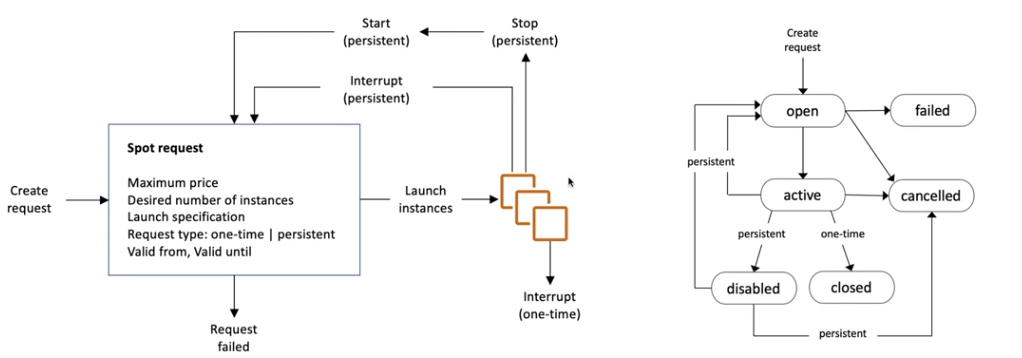 Start
(persistent)
Stop
(persistent)
Interrupt
(persistent)
Spot request
Maximum price
Desired number of instances
Launch specification
Request type: one-time | persistent
Valid from, Valid until
Create
request
Launch
instances
Interrupt
(one-time)
Request
failed
Create
request
open
failed
persistent
active
cancelled
persistent
one-time
disabled
closed
persistent